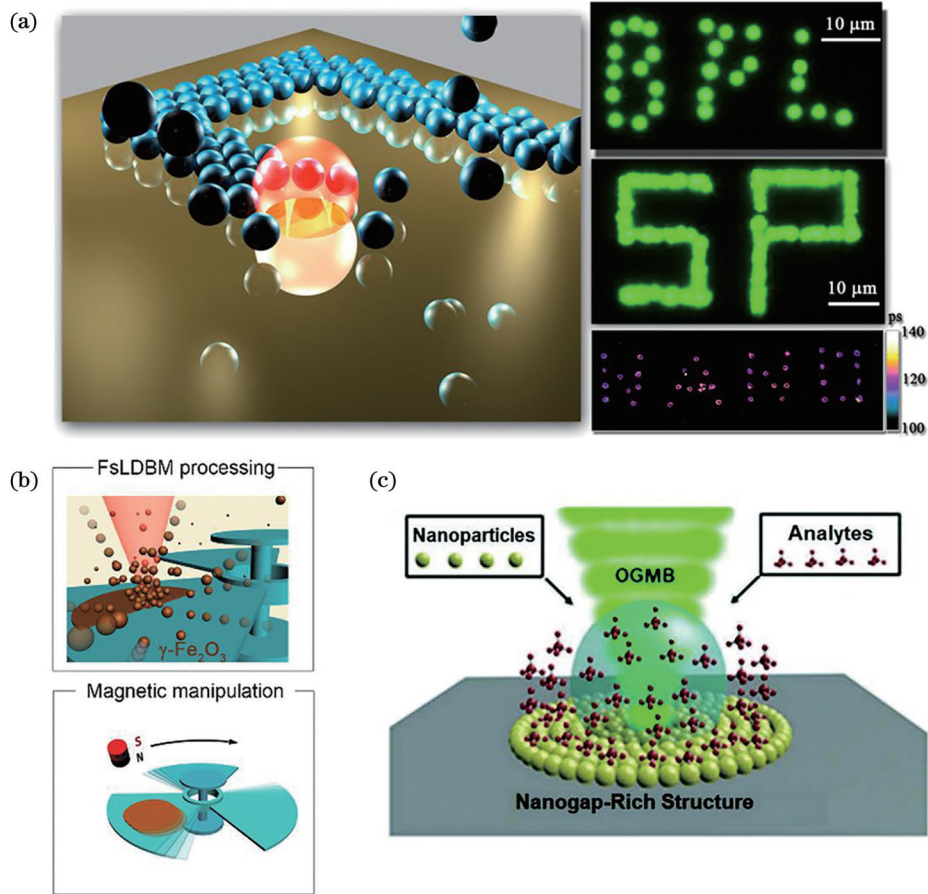 (a)
10 μm
10 μm
ps
140
120
100
(b)
FsLDBM processing
γ-Fe₂O₃
Magnetic manipulation
S
N
(c)
Nanoparticles
Analytes
OGMB
Nanogap-Rich Structure